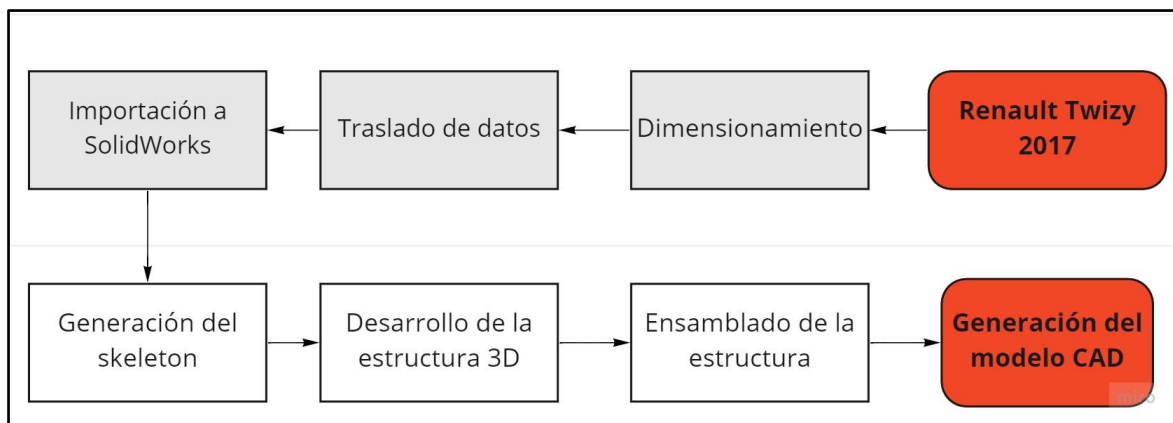 Importación a
SolidWorks
Traslado de datos
Dimensionamiento
Renault Twizy
2017
Generación del
skeleton
Desarrollo de la
estructura 3D
Ensamblado de la
estructura
Generación del
modelo CAD
miro